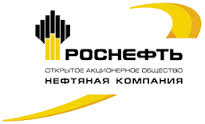 РОСНЕФТЬ
ОТКРЫТОЕ АКЦИОНЕРНОЕ ОБЩЕСТВО
НЕФТЯНАЯ КОМПАНИЯ